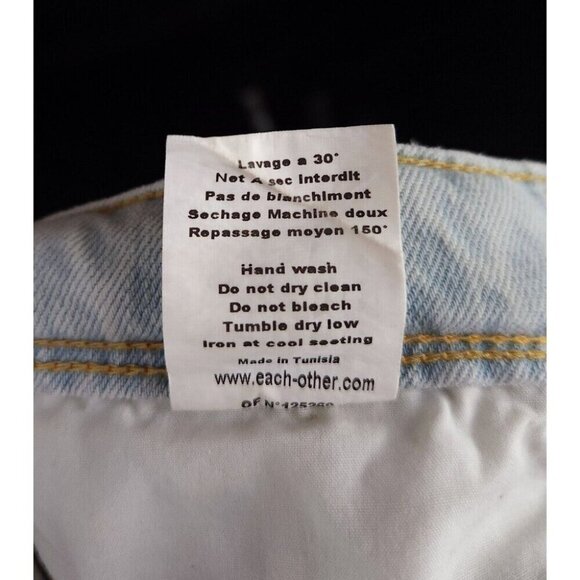 Lavage a 30°
Net A sec interdit
Pas de blanchiment
Sechage Machine doux
Repassage moyen 150°
Hand wash
Do not dry clean
Do not bleach
Tumble dry low
Iron at cool seeting
Made in Tunisia
www.each-other.com
OF